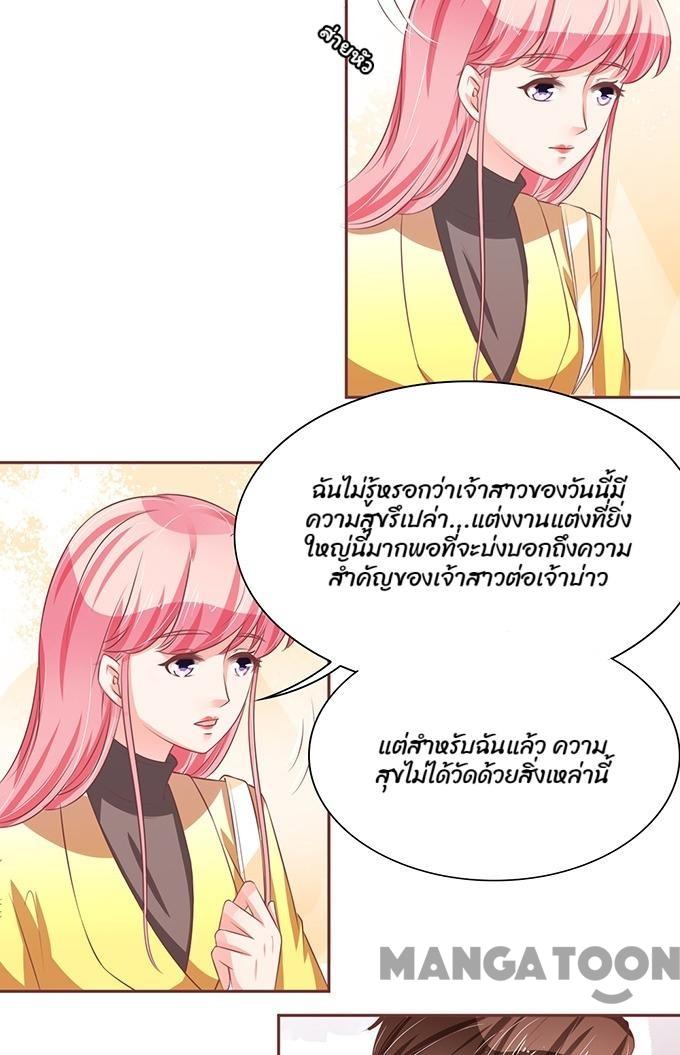 ส่ายหัว
ฉันไม่รู้หรอกว่าเจ้าสาวของวันนี้มี
ความสุขรึเปล่า...แต่งงานแต่งที่ยิ่ง
ใหญ่นี้มากพอที่จะบ่งบอกถึงความ
สำคัญของเจ้าสาวต่อเจ้าบ่าว
แต่สำหรับฉันแล้ว ความ
สุขไม่ได้วัดด้วยสิ่งเหล่านี้
MANGATOON